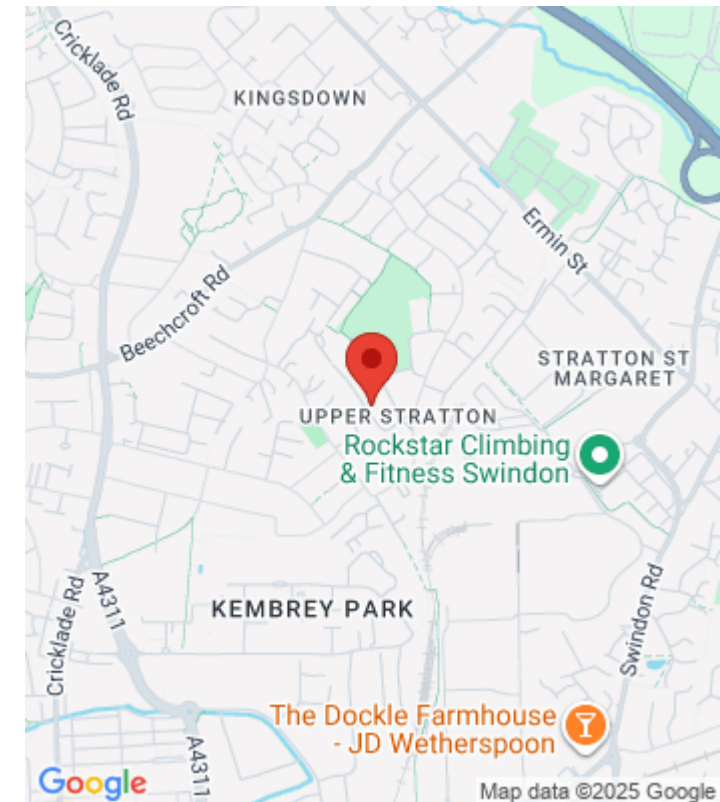 Cricklade Rd
KINGSDOWN
Ermin St
Beechcroft Rd
STRATTON ST
MARGARET
UPPER STRATTON
Rockstar Climbing
& Fitness Swindon
A4311
Cricklade Rd
KEMBREY PARK
Swindon Rd
The Dockle Farmhouse
- JD Wetherspoon
A4311
Google
Map data ©2025 Google